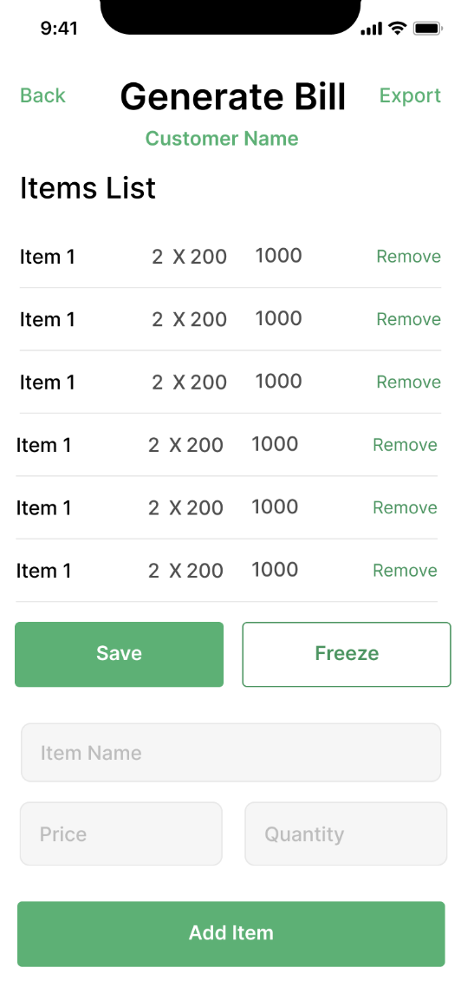 9:41
Back Generate Bill Export
Customer Name
Items List
Item 1 2 X 200 1000 Remove
Item 1 2 X 200 1000 Remove
Item 1 2 X 200 1000 Remove
Item 1 2 X 200 1000 Remove
Item 1 2 X 200 1000 Remove
Item 1 2 X 200 1000 Remove
Save Freeze
Item Name
Price Quantity
Add Item